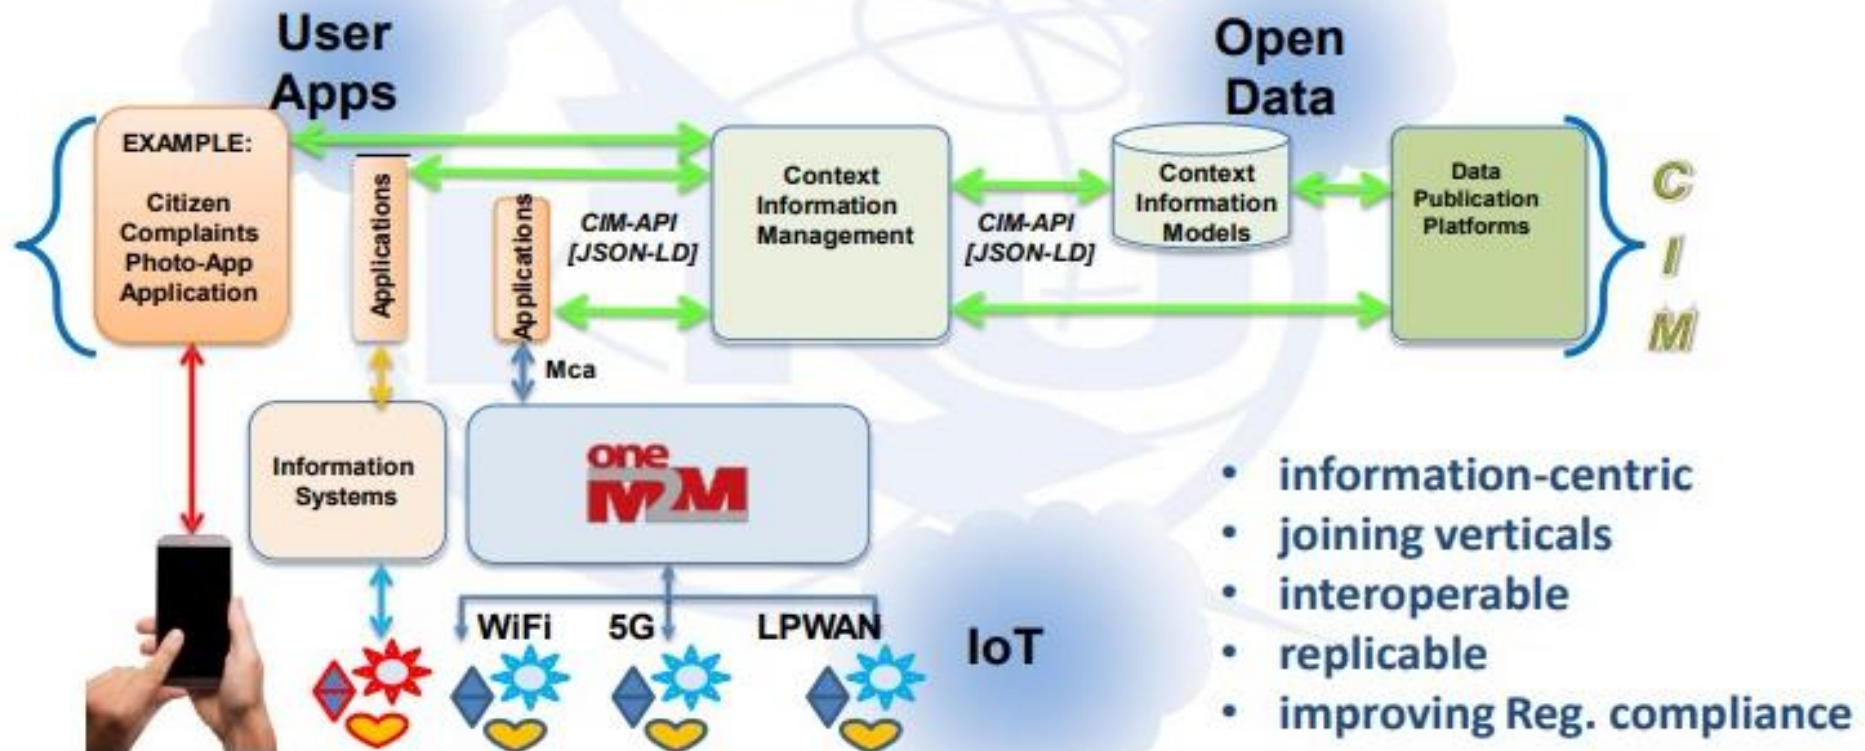 User
Apps
Open
Data
EXAMPLE:
Citizen
Complaints
Photo-App
Application
Applications
Applications
CIM-API
[JSON-LD]
Context
Information
Management
CIM-API
[JSON-LD]
Context
Information
Models
Data
Publication
Platforms
C
I
M
Mca
Information
Systems
one
M2M
WiFi
5G
LPWAN
IoT
• information-centric
• joining verticals
• interoperable
• replicable
• improving Reg. compliance